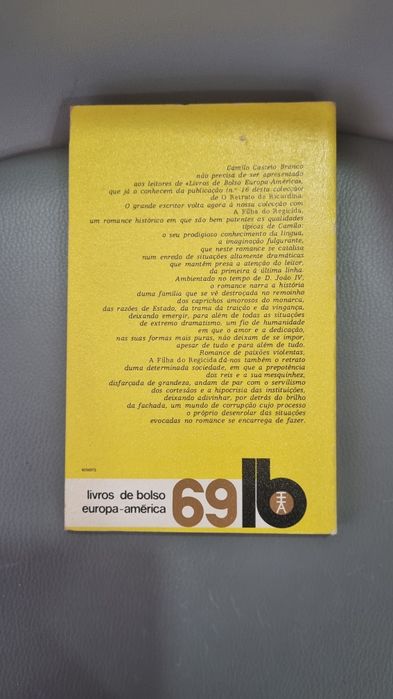 Camilo Castelo Branco
não precisa de ser apresentado
aos leitores de «Livros de Bolso Europa-América»,
que já o conhecem da publicação (n.º 16 desta colecção)
de O Retrato de Ricardina.
O grande escritor volta agora à nossa colecção com
A Filha do Regicida,
um romance histórico em que são bem patentes as qualidades
típicas de Camilo:
o seu prodigioso conhecimento da língua,
a imaginação fulgurante,
que neste romance se catalisa
num enredo de situações altamente dramáticas
que mantêm presa a atenção do leitor,
da primeira à última linha.
Ambientado no tempo de D. João IV,
o romance narra a história
duma família que se vê destroçada no remoinho
dos caprichos amorosos do monarca,
das razões de Estado, da trama da traição e da vingança,
deixando emergir, para além de todas as situações
de extremo dramatismo, um fio de humanidade
em que o amor e a dedicação,
nas suas formas mais puras, não deixam de se impor,
apesar de tudo e para além de tudo.
Romance de paixões violentas,
A Filha do Regicida dá-nos também o retrato
duma determinada sociedade, em que a prepotência
dos reis e a sua mesquinhez,
disfarçada de grandeza, andam de par com o servilismo
dos cortesãos e a hipocrisia das instituições,
deixando adivinhar, por detrás do brilho
da fachada, um mundo de corrupção cujo processo
o próprio desenrolar das situações
evocadas no romance se encarrega de fazer.
livros de bolso
europa-américa
69 lb